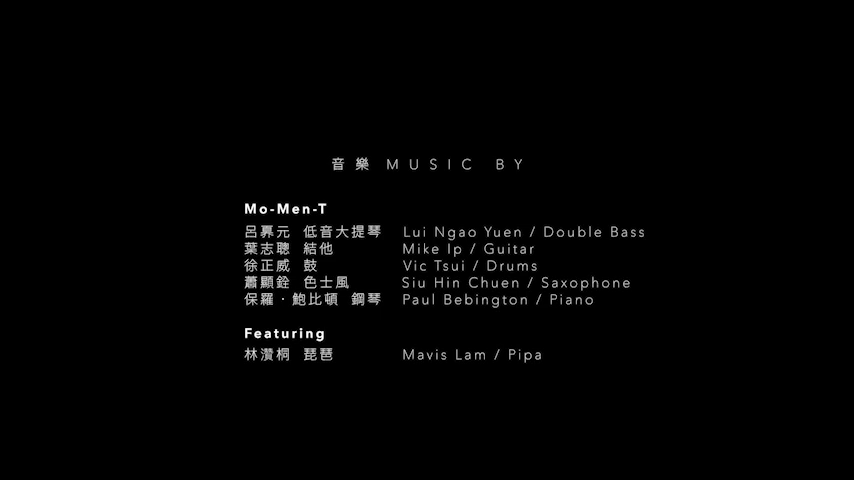 音樂 MUSIC BY
Mo-Men-T
呂奡元 低音大提琴 Lui Ngao Yuen / Double Bass
葉志聰 結他 Mike Ip / Guitar
徐正威 鼓 Vic Tsui / Drums
蕭顯銓 色士風 Siu Hin Chuen / Saxophone
保羅·鮑比頓 鋼琴 Paul Bebington / Piano
Featuring
林灒桐 琵琶 Mavis Lam / Pipa